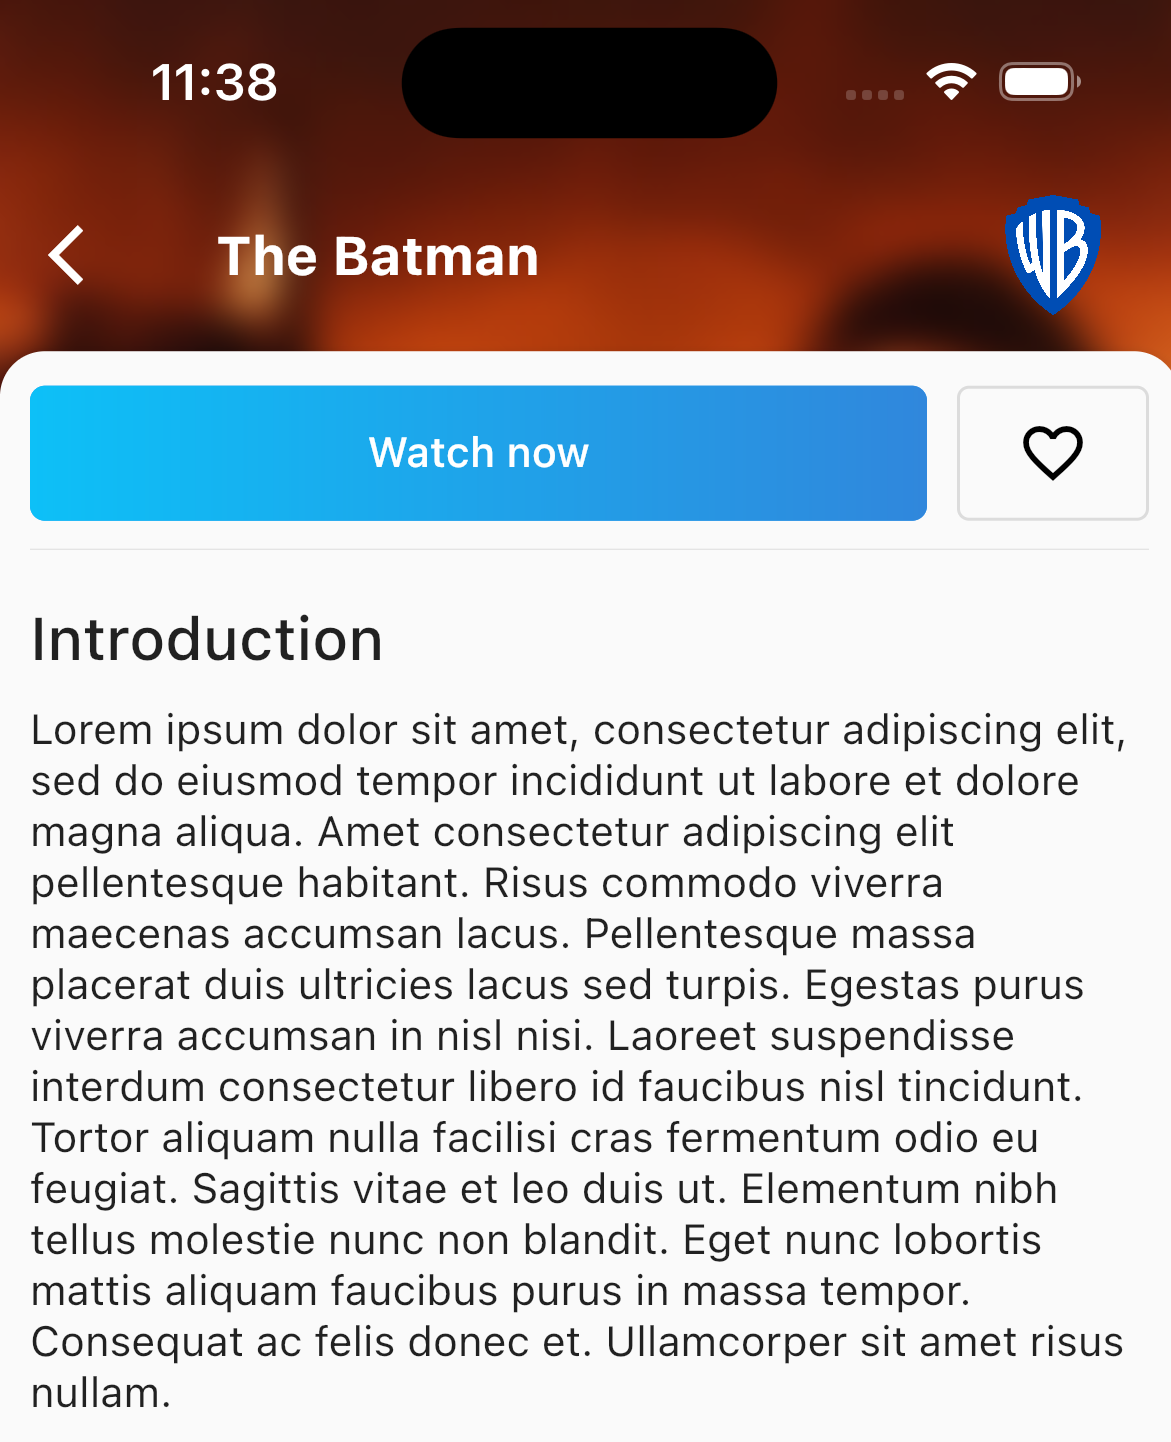 11:38
The Batman
WB
Watch now
Introduction
Lorem ipsum dolor sit amet, consectetur adipiscing elit,
sed do eiusmod tempor incididunt ut labore et dolore
magna aliqua. Amet consectetur adipiscing elit
pellentesque habitant. Risus commodo viverra
maecenas accumsan lacus. Pellentesque massa
placerat duis ultricies lacus sed turpis. Egestas purus
viverra accumsan in nisl nisi. Laoreet suspendisse
interdum consectetur libero id faucibus nisl tincidunt.
Tortor aliquam nulla facilisi cras fermentum odio eu
feugiat. Sagittis vitae et leo duis ut. Elementum nibh
tellus molestie nunc non blandit. Eget nunc lobortis
mattis aliquam faucibus purus in massa tempor.
Consequat ac felis donec et. Ullamcorper sit amet risus
nullam.